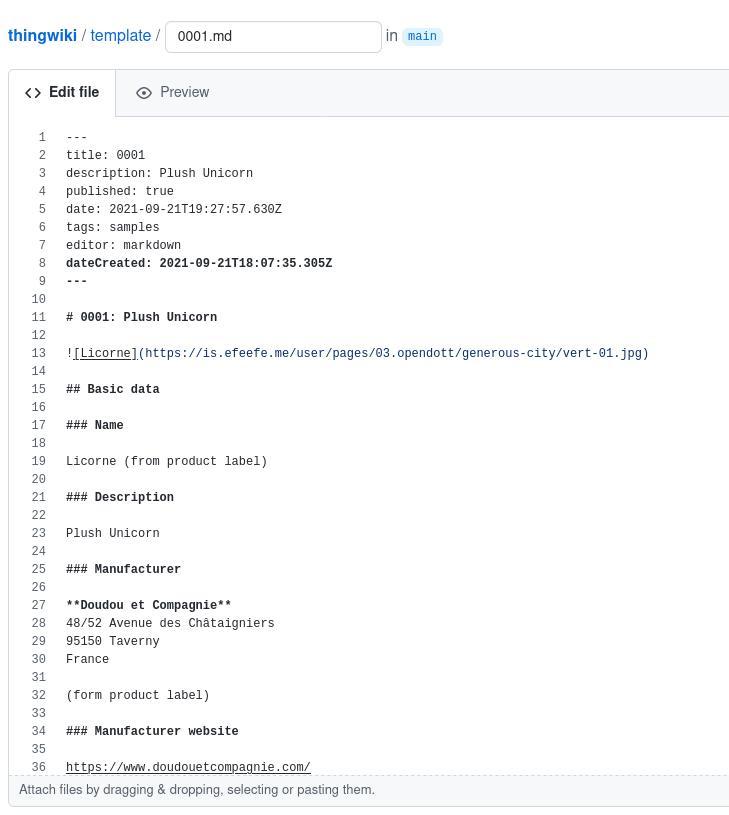 thingwiki / template / 0001.md in main
Edit file Preview
1 ---
2 title: 0001
3 description: Plush Unicorn
4 published: true
5 date: 2021-09-21T19:27:57.630Z
6 tags: samples
7 editor: markdown
8 dateCreated: 2021-09-21T18:07:35.305Z
9 ---
10
11 # 0001: Plush Unicorn
12
13 ![Licorne](https://is.efeefe.me/user/pages/03.opendott/generous-city/vert-01.jpg)
14
15 ## Basic data
16
17 ### Name
18
19 Licorne (from product label)
20
21 ### Description
22
23 Plush Unicorn
24
25 ### Manufacturer
26
27 **Doudou et Compagnie**
28 48/52 Avenue des Châtaigniers
29 95150 Taverny
30 France
31
32 (form product label)
33
34 ### Manufacturer website
35
36 https://www.doudouetcompagnie.com/
Attach files by dragging & dropping, selecting or pasting them.